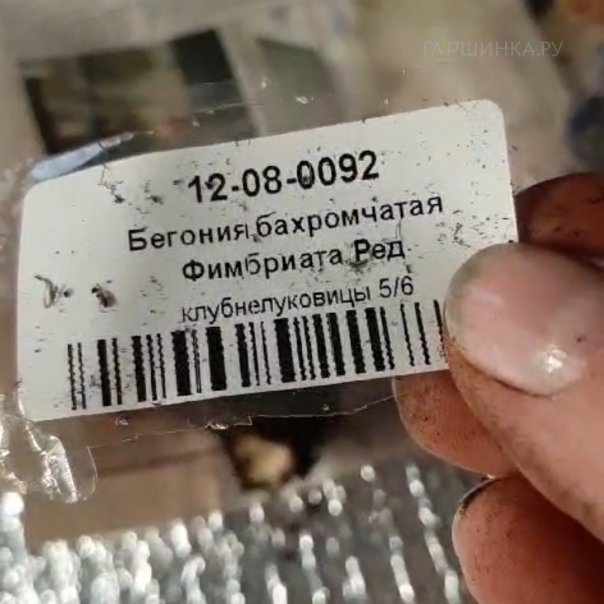 ГАРШИНКА.РУ
12-08-0092
Бегония бахромчатая
Фимбриата Ред
клубнелуковицы 5/6